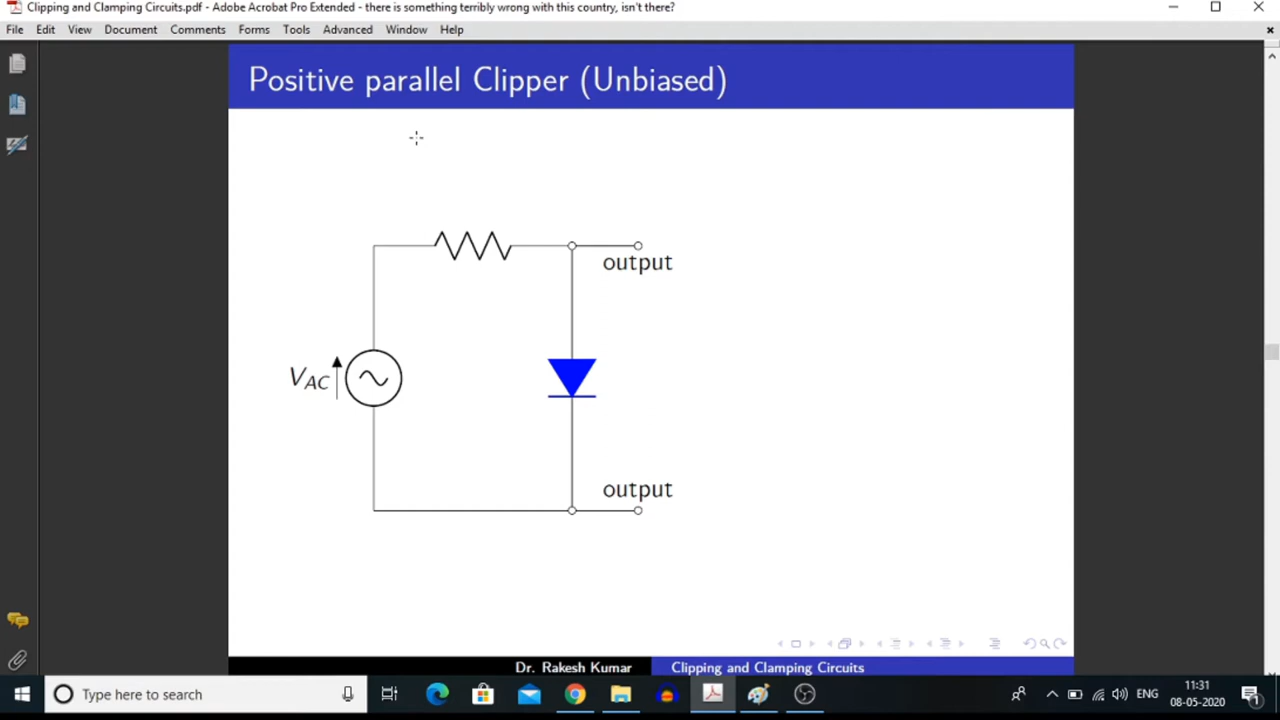 Clipping and Clamping Circuits.pdf - Adobe Acrobat Pro Extended - there is something terribly wrong with this country, isn't there?
File Edit View Document Comments Forms Tools Advanced Window Help
Positive parallel Clipper (Unbiased)
output
VAC
output
Dr. Rakesh Kumar Clipping and Clamping Circuits
Type here to search
ENG
11:31
08-05-2020
1